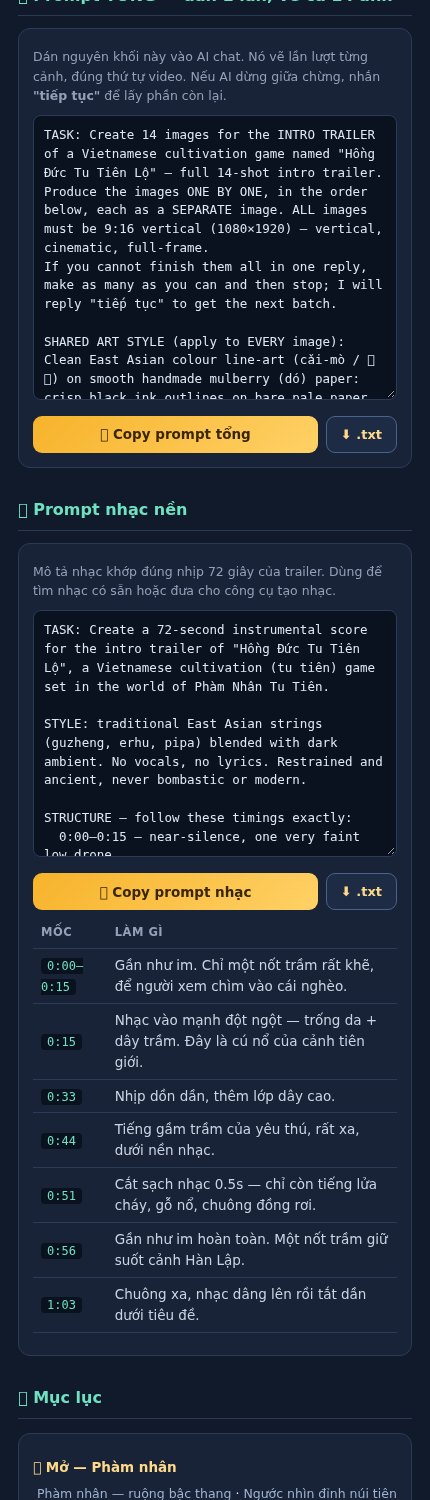 Dán nguyên khối này vào AI chat. Nó sẽ vẽ lần lượt từng
cảnh, đúng thứ tự video. Nếu AI dừng giữa chừng, nhắn
"tiếp tục" để lấy phần còn lại.
TASK: Create 14 images for the INTRO TRAILER
of a Vietnamese cultivation game named "Hồng
Đức Tu Tiên Lộ" — full 14-shot intro trailer.
Produce the images ONE BY ONE, in the order
below, each as a SEPARATE image. ALL images
must be 9:16 vertical (1080×1920) — vertical,
cinematic, full-frame.
If you cannot finish them all in one reply,
make as many as you can and then stop; I will
reply "tiếp tục" to get the next batch.
SHARED ART STYLE (apply to EVERY image):
Clean East Asian colour line-art (cǎi-mò /
) on smooth handmade mulberry (dó) paper:
crisp black ink outlines on bare pale paper
Copy prompt tổng
⬇ .txt
Prompt nhạc nền
Mô tả nhạc khớp đúng nhịp 72 giây của trailer. Dùng để
tìm nhạc có sẵn hoặc đưa cho công cụ tạo nhạc.
TASK: Create a 72-second instrumental score
for the intro trailer of "Hồng Đức Tu Tiên
Lộ", a Vietnamese cultivation (tu tiên) game
set in the world of Phàm Nhân Tu Tiên.
STYLE: traditional East Asian strings
(guzheng, erhu, pipa) blended with dark
ambient. No vocals, no lyrics. Restrained and
ancient, never bombastic or modern.
STRUCTURE — follow these timings exactly:
0:00–0:15 — near-silence, one very faint
low drone
Copy prompt nhạc
⬇ .txt
MỐC LÀM GÌ
0:00–
0:15
Gần như im. Chỉ một nốt trầm rất khẽ,
để người xem chìm vào cái nghèo.
0:15
Nhạc vào mạnh đột ngột — trống da +
dây trầm. Đây là cú nổ của cảnh tiên
giới.
0:33
Nhịp dồn dần, thêm lớp dây cao.
0:44
Tiếng gầm trầm của yêu thú, rất xa,
dưới nền nhạc.
0:51
Cắt sạch nhạc 0.5s — chỉ còn tiếng lửa
cháy, gỗ nổ, chuông đồng rơi.
0:56
Gần như im hoàn toàn. Một nốt trầm giữ
suốt cảnh Hàn Lập.
1:03
Chuông xa, nhạc dâng lên rồi tắt dần
dưới tiêu đề.
Mục lục
Mở — Phàm nhân
Phàm nhân — ruộng bậc thang · Ngước nhìn đỉnh núi tiên